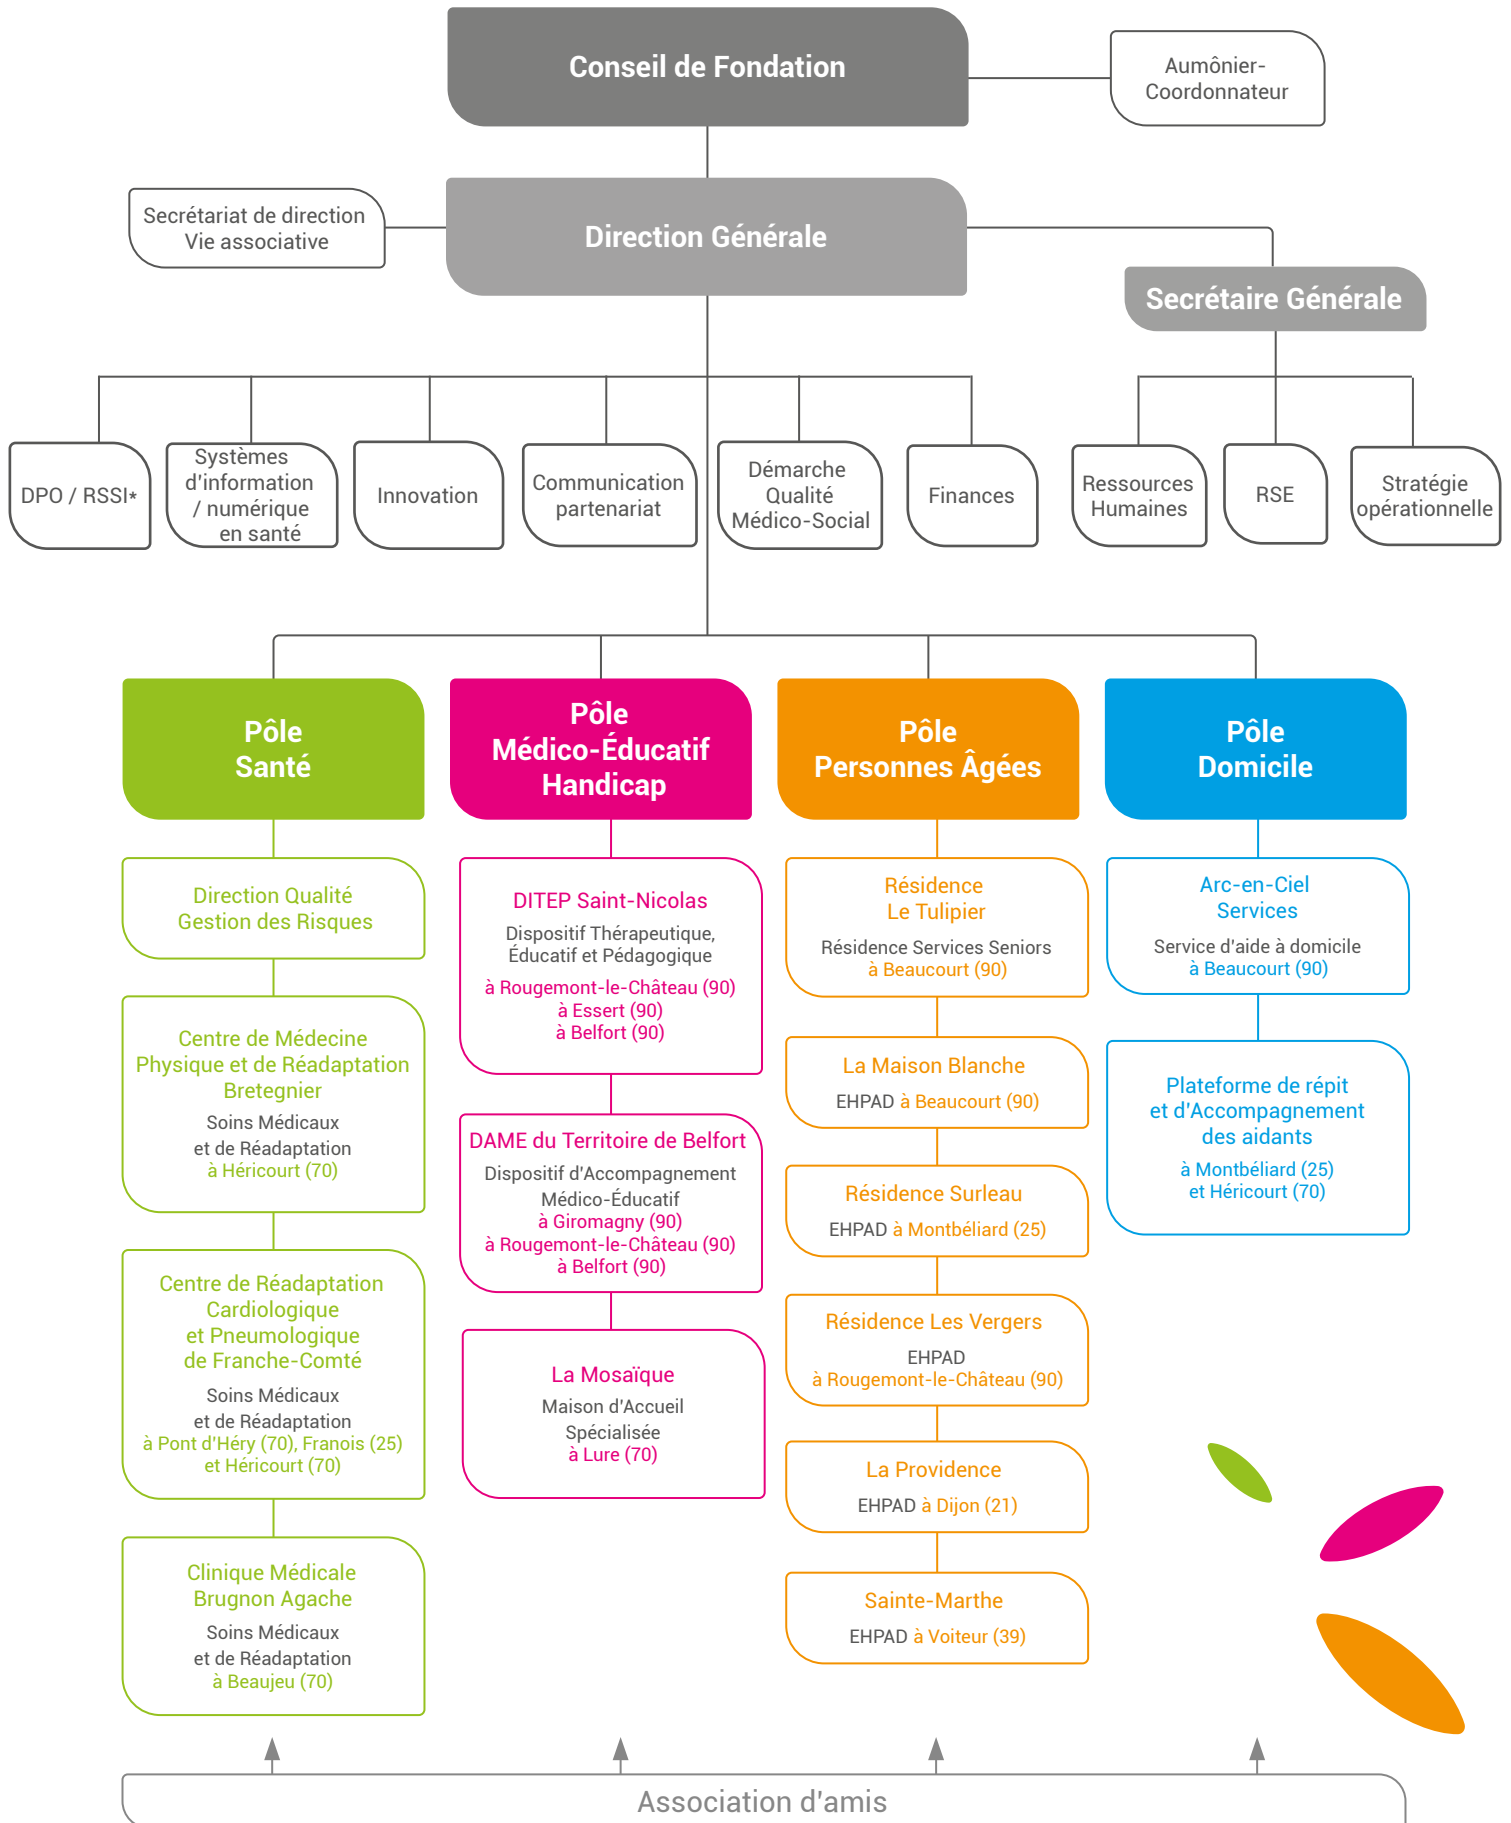 Conseil de Fondation
Aumônier-
Coordonnateur
Secrétariat de direction
Vie associative
Direction Générale
Secrétaire Générale
DPO / RSSI*
Systèmes
d'information
/ numérique
en santé
Innovation
Communication
partenariat
Démarche
Qualité
Médico-Social
Finances
Ressources
Humaines
RSE
Stratégie
opérationnelle
Pôle
Santé
Direction Qualité
Gestion des Risques
Centre de Médecine
Physique et de Réadaptation
Bretegnier
Soins Médicaux
et de Réadaptation
à Héricourt (70)
Centre de Réadaptation
Cardiologique
et Pneumologique
de Franche-Comté
Soins Médicaux
et de Réadaptation
à Pont d'Héry (70), Franois (25)
et Héricourt (70)
Clinique Médicale
Brugnon Agache
Soins Médicaux
et de Réadaptation
à Beaujeu (70)
Pôle
Médico-Éducatif
Handicap
DITEP Saint-Nicolas
Dispositif Thérapeutique,
Éducatif et Pédagogique
à Rougemont-le-Château (90)
à Essert (90)
à Belfort (90)
DAME du Territoire de Belfort
Dispositif d'Accompagnement
Médico-Éducatif
à Giromagny (90)
à Rougemont-le-Château (90)
à Belfort (90)
La Mosaïque
Maison d'Accueil
Spécialisée
à Lure (70)
Pôle
Personnes Âgées
Résidence
Le Tulipier
Résidence Services Seniors
à Beaucourt (90)
La Maison Blanche
EHPAD à Beaucourt (90)
Résidence Surleau
EHPAD à Montbéliard (25)
Résidence Les Vergers
EHPAD
à Rougemont-le-Château (90)
La Providence
EHPAD à Dijon (21)
Sainte-Marthe
EHPAD à Voiteur (39)
Pôle
Domicile
Arc-en-Ciel
Services
Service d'aide à domicile
à Beaucourt (90)
Plateforme de répit
et d'Accompagnement
des aidants
à Montbéliard (25)
et Héricourt (70)
Association d'amis